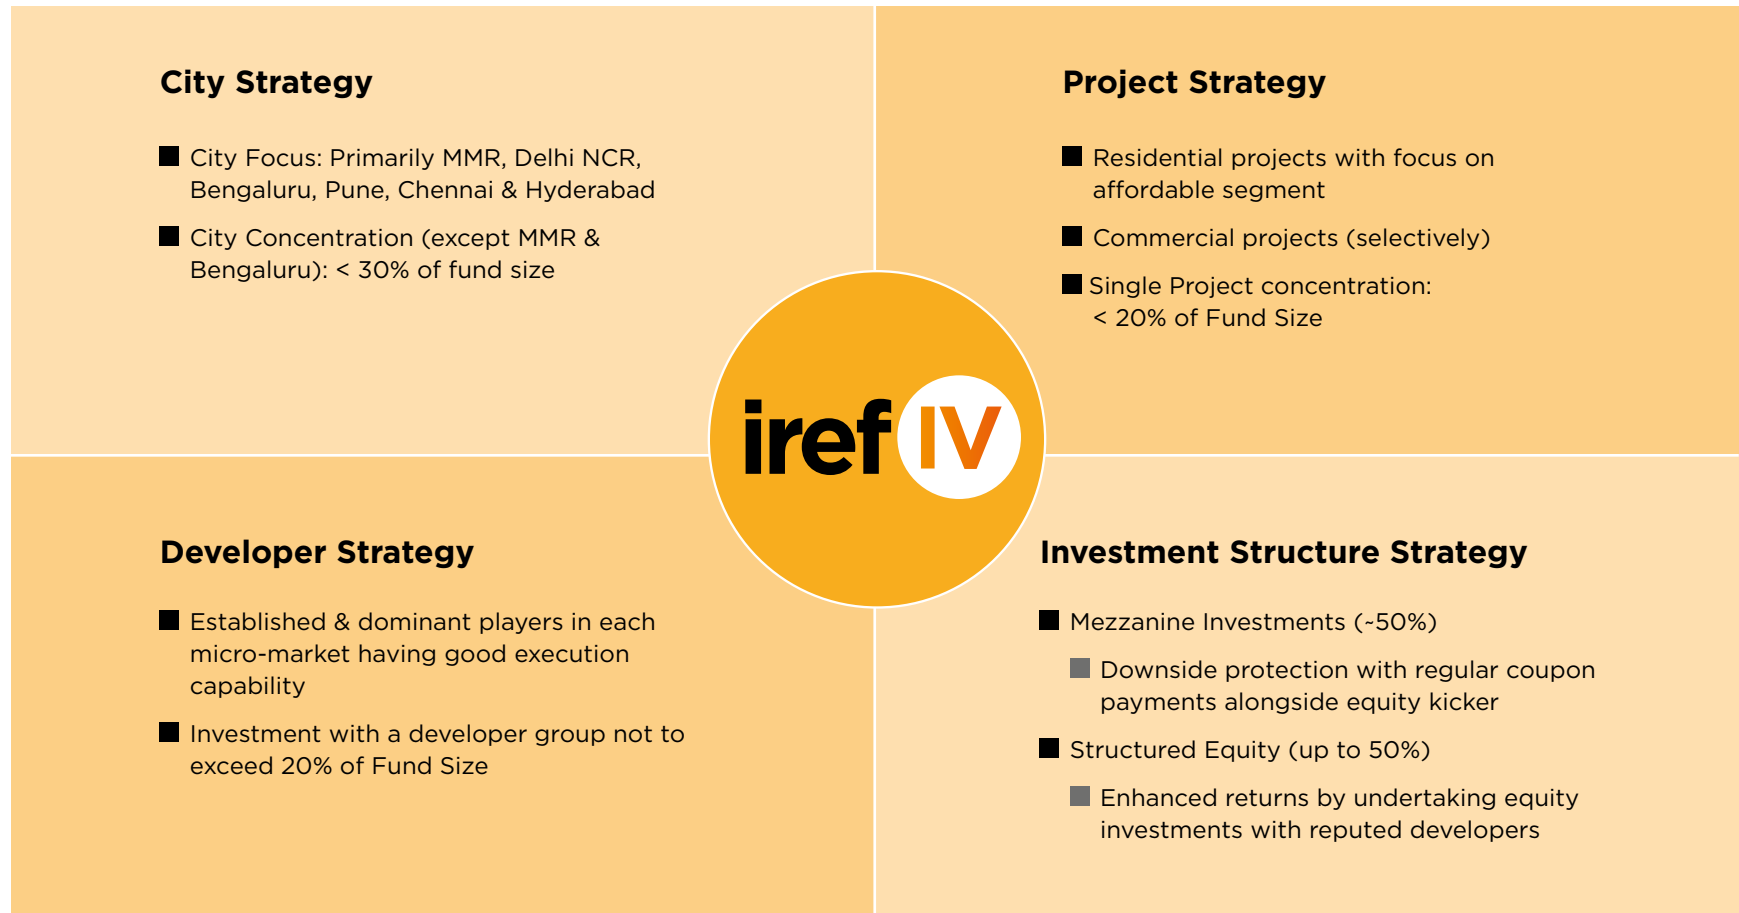 City Strategy
City Focus: Primarily MMR, Delhi NCR,
Bengaluru, Pune, Chennai & Hyderabad
City Concentration (except MMR &
Bengaluru): < 30% of fund size
Project Strategy
Residential projects with focus on
affordable segment
Commercial projects (selectively)
Single Project concentration:
< 20% of Fund Size
iref IV
Developer Strategy
Established & dominant players in each
micro-market having good execution
capability
Investment with a developer group not to
exceed 20% of Fund Size
Investment Structure Strategy
Mezzanine Investments (~50%)
Downside protection with regular coupon
payments alongside equity kicker
Structured Equity (up to 50%)
Enhanced returns by undertaking equity
investments with reputed developers